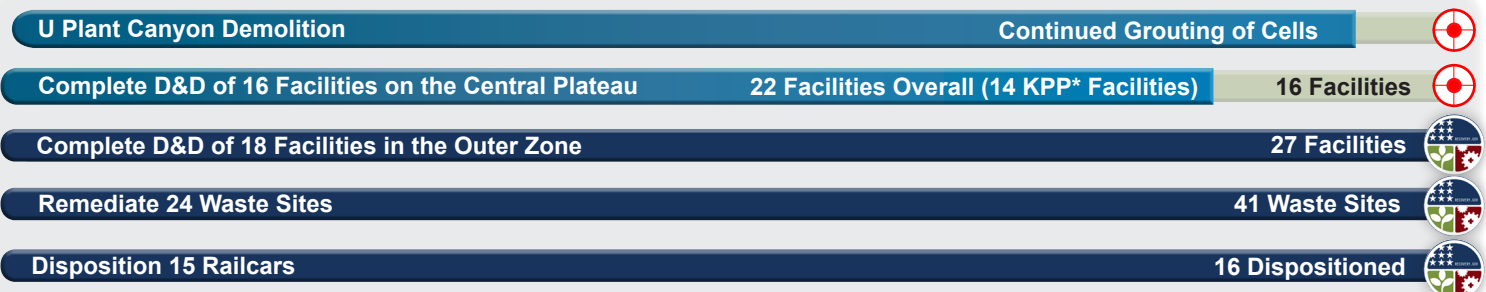 U Plant Canyon Demolition Continued Grouting of Cells
Complete D&D of 16 Facilities on the Central Plateau 22 Facilities Overall (14 KPP* Facilities) 16 Facilities
Complete D&D of 18 Facilities in the Outer Zone 27 Facilities
Remediate 24 Waste Sites 41 Waste Sites
Disposition 15 Railcars 16 Dispositioned